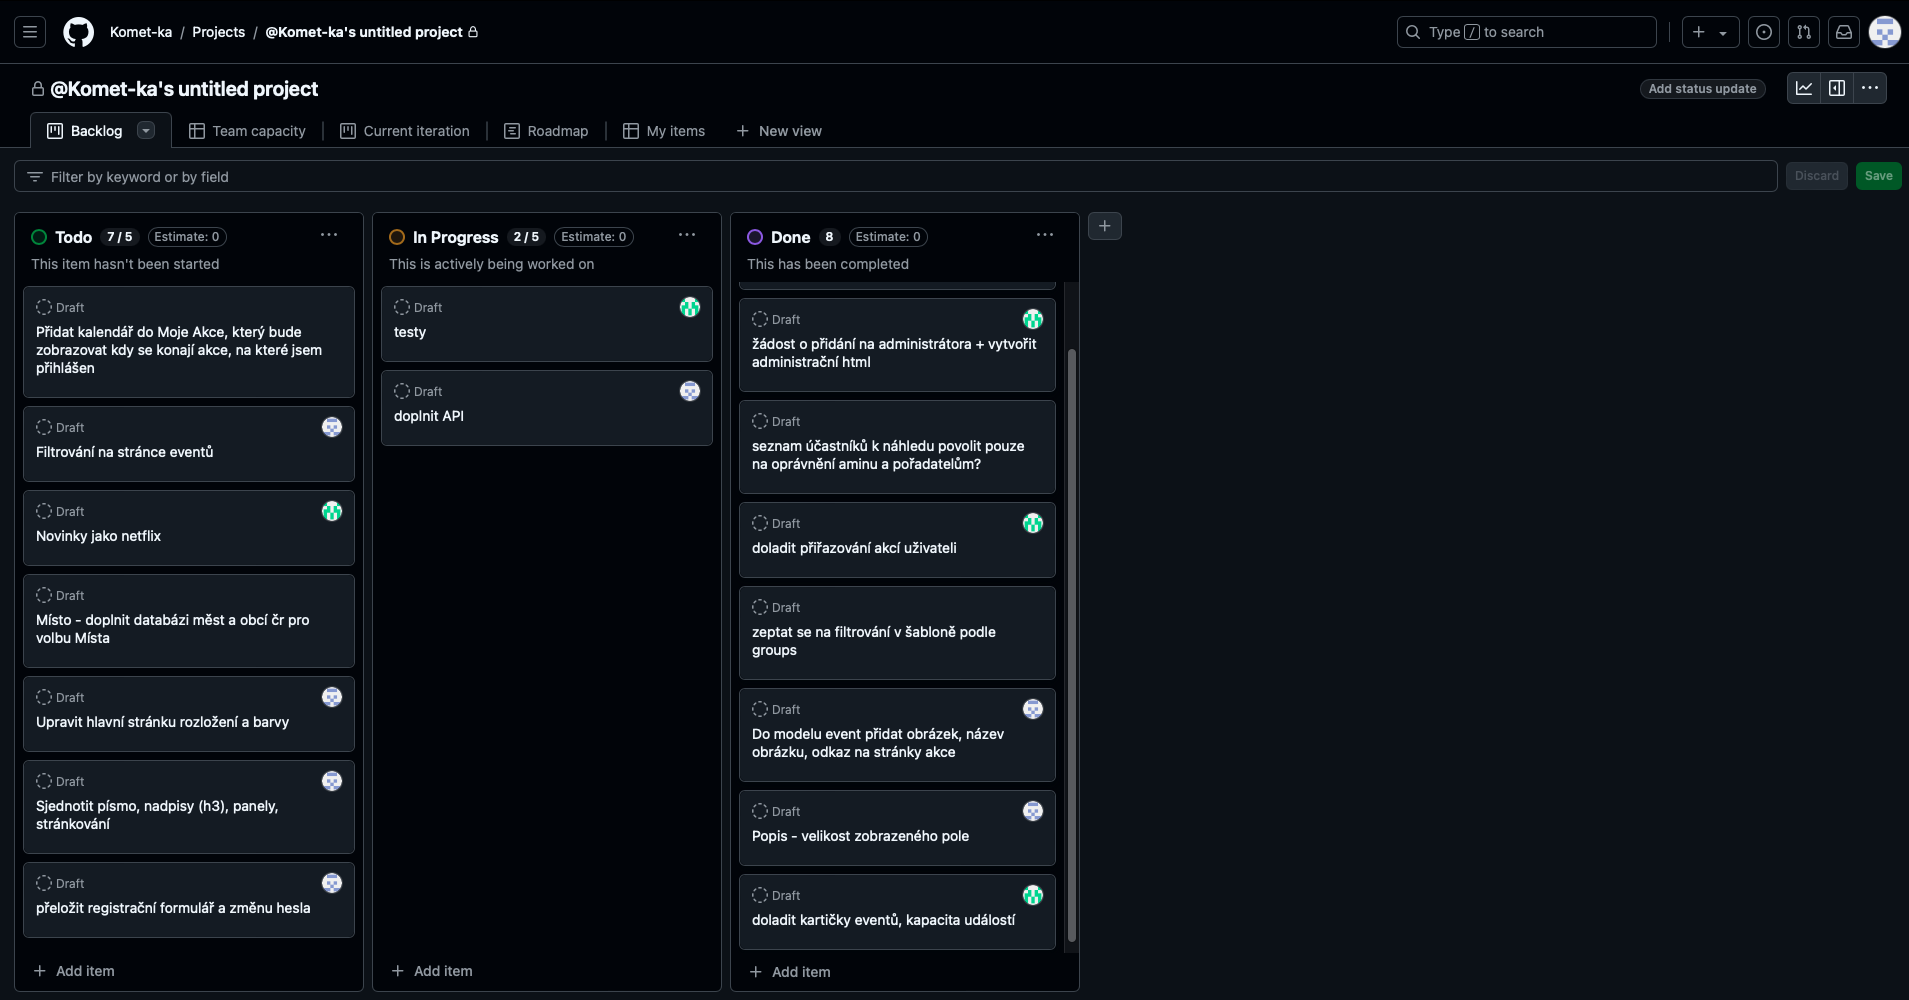 Komet-ka / Projects / @Komet-ka's untitled project
Type / to search
@Komet-ka's untitled project
Add status update
Backlog
Team capacity
Current iteration
Roadmap
My items
New view
Filter by keyword or by field
Discard
Save
Todo 7 / 5 Estimate: 0
This item hasn't been started
Draft
Přidat kalendář do Moje Akce, který bude
zobrazovat kdy se konají akce, na které jsem
přihlášen
Draft
Filtrování na stránce eventů
Draft
Novinky jako netflix
Draft
Místo - doplnit databázi měst a obcí čr pro
volbu Místa
Draft
Upravit hlavní stránku rozložení a barvy
Draft
Sjednotit písmo, nadpisy (h3), panely,
stránkování
Draft
přeložit registrační formulář a změnu hesla
Add item
In Progress 2 / 5 Estimate: 0
This is actively being worked on
Draft
testy
Draft
doplnit API
Add item
Done 8 Estimate: 0
This has been completed
Draft
žádost o přidání na administrátora + vytvořit
administrační html
Draft
seznam účastníků k náhledu povolit pouze
na oprávnění aminu a pořadatelům?
Draft
doladit přiřazování akcí uživateli
Draft
zeptat se na filtrování v šabloně podle
groups
Draft
Do modelu event přidat obrázek, název
obrázku, odkaz na stránky akce
Draft
Popis - velikost zobrazeného pole
Draft
doladit kartičky eventů, kapacita událostí
Add item